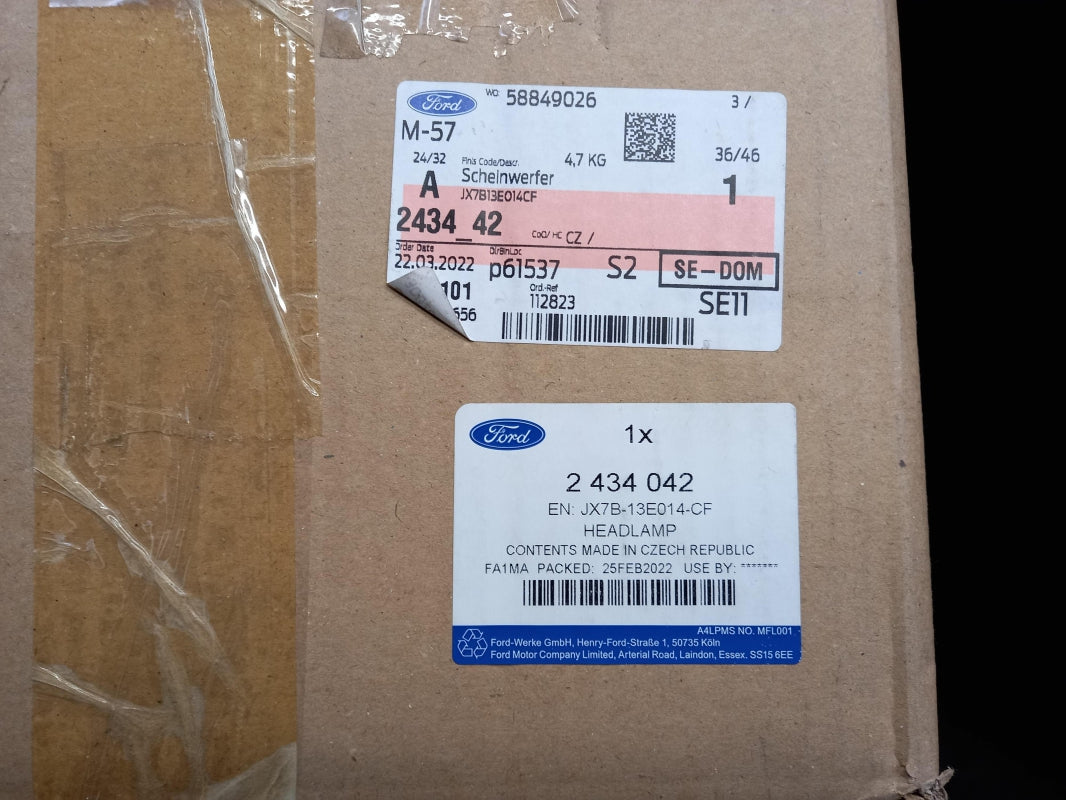 Ford WO 58849026 3 /
M-57
24/32 Finis Code/Descr. 4,7 KG 36/46
A Scheinwerfer 1
JX7B13E014CF
2434_42 CoO/ HC CZ /
Order Date DirBinLoc
22.03.2022 p61537 S2 SE-DOM
101 Ord.-Ref SE11
656 112823
Ford 1x
2 434 042
EN: JX7B-13E014-CF
HEADLAMP
CONTENTS MADE IN CZECH REPUBLIC
FA1MA PACKED: 25FEB2022 USE BY: *******
A4LPMS NO. MFL001
Ford-Werke GmbH, Henry-Ford-Straße 1, 50735 Köln
Ford Motor Company Limited, Arterial Road, Laindon, Essex. SS15 6EE